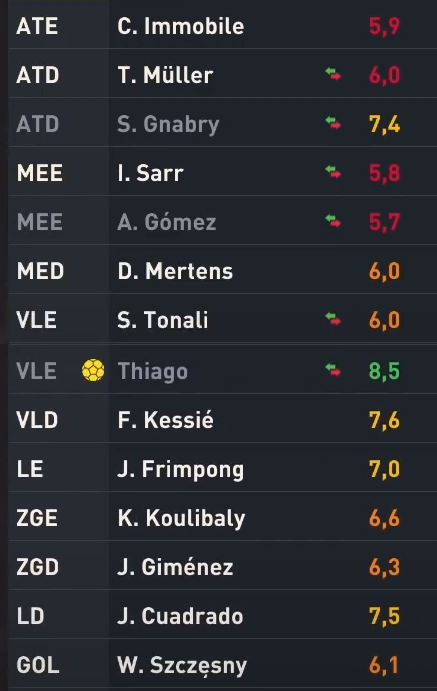 ATE C. Immobile 5,9
ATD T. Müller 6,0
ATD S. Gnabry 7,4
MEE I. Sarr 5,8
MEE A. Gómez 5,7
MED D. Mertens 6,0
VLE S. Tonali 6,0
VLE Thiago 8,5
VLD F. Kessié 7,6
LE J. Frimpong 7,0
ZGE K. Koulibaly 6,6
ZGD J. Giménez 6,3
LD J. Cuadrado 7,5
GOL W. Szczęsny 6,1